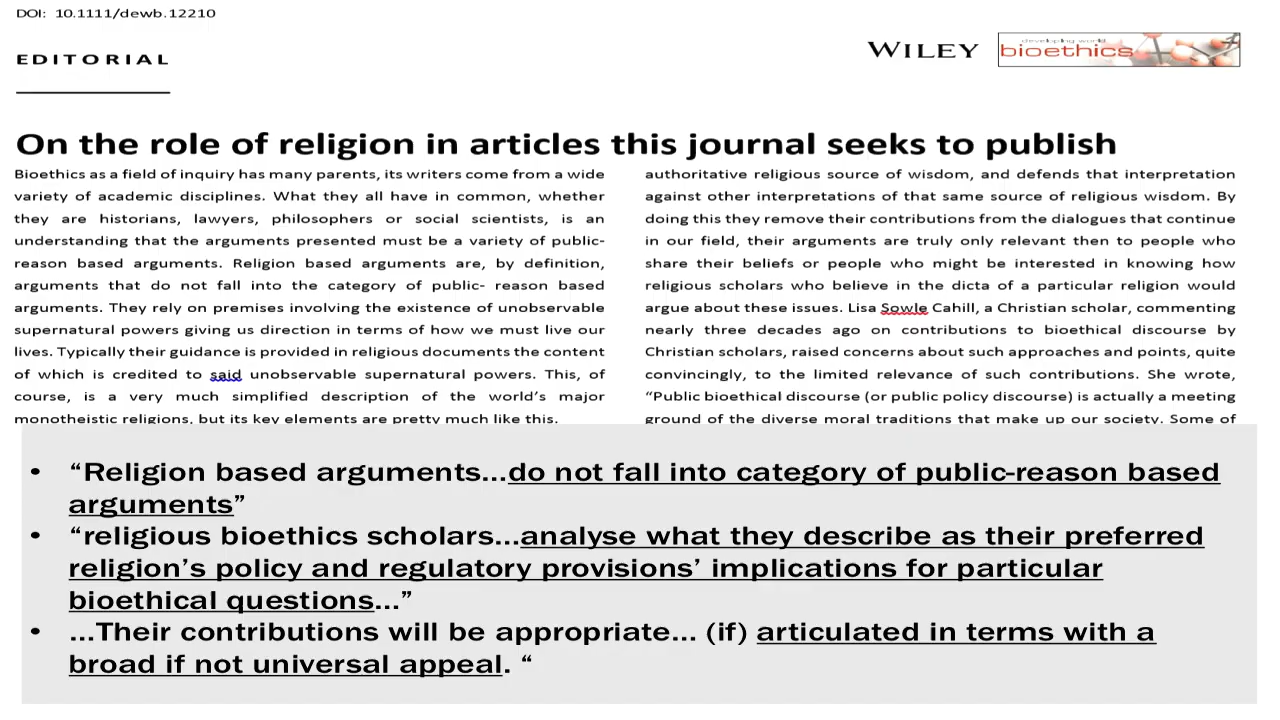 DOI: 10.1111/dewb.12210
EDITORIAL
WILEY
developing world
bioethics
On the role of religion in articles this journal seeks to publish
Bioethics as a field of inquiry has many parents, its writers come from a wide
variety of academic disciplines. What they all have in common, whether
they are historians, lawyers, philosophers or social scientists, is an
understanding that the arguments presented must be a variety of public-
reason based arguments. Religion based arguments are, by definition,
arguments that do not fall into the category of public- reason based
arguments. They rely on premises involving the existence of unobservable
supernatural powers giving us direction in terms of how we must live our
lives. Typically their guidance is provided in religious documents the content
of which is credited to said unobservable supernatural powers. This, of
course, is a very much simplified description of the world's major
monotheistic religions, but its key elements are pretty much like this.
authoritative religious source of wisdom, and defends that interpretation
against other interpretations of that same source of religious wisdom. By
doing this they remove their contributions from the dialogues that continue
in our field, their arguments are truly only relevant then to people who
share their beliefs or people who might be interested in knowing how
religious scholars who believe in the dicta of a particular religion would
argue about these issues. Lisa Sowle Cahill, a Christian scholar, commenting
nearly three decades ago on contributions to bioethical discourse by
Christian scholars, raised concerns about such approaches and points, quite
convincingly, to the limited relevance of such contributions. She wrote,
“Public bioethical discourse (or public policy discourse) is actually a meeting
ground of the diverse moral traditions that make up our society. Some of
• “Religion based arguments...do not fall into category of public-reason based
arguments”
• “religious bioethics scholars...analyse what they describe as their preferred
religion’s policy and regulatory provisions’ implications for particular
bioethical questions...”
• ...Their contributions will be appropriate... (if) articulated in terms with a
broad if not universal appeal. “